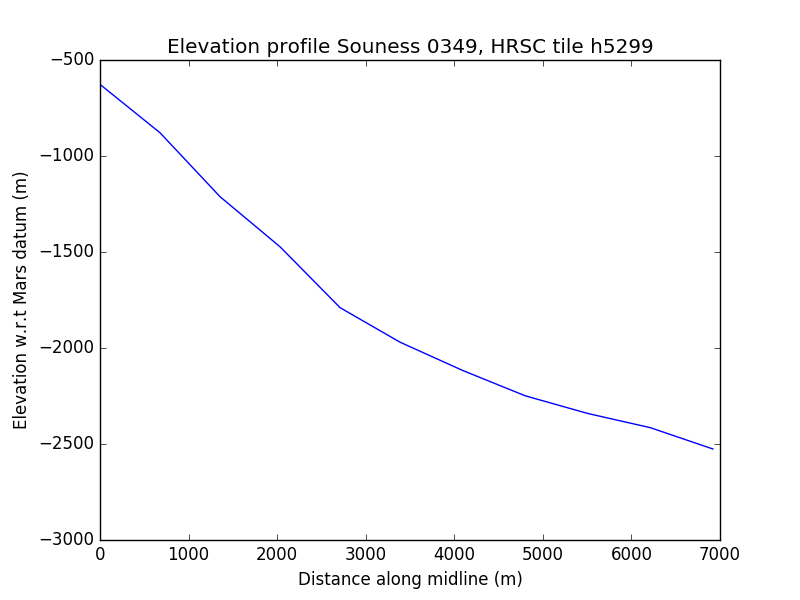 Elevation profile Souness 0349, HRSC tile h5299
−500
−1000
−1500
−2000
−2500
−3000
Elevation w.r.t Mars datum (m)
0 1000 2000 3000 4000 5000 6000 7000
Distance along midline (m)